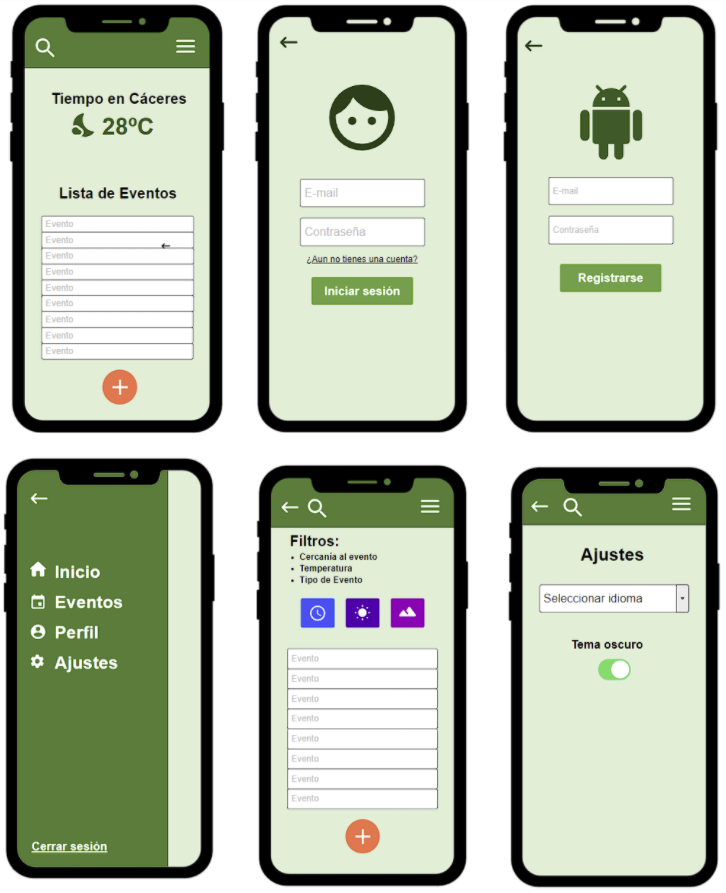 Tiempo en Cáceres
28ºC
Lista de Eventos
Evento
Evento
Evento
Evento
Evento
Evento
Evento
Evento
Evento
E-mail
Contraseña
¿Aun no tienes una cuenta?
Iniciar sesión
E-mail
Contraseña
Registrarse
Inicio
Eventos
Perfil
Ajustes
Cerrar sesión
Filtros:
• Cercanía al evento
• Temperatura
• Tipo de Evento
Evento
Evento
Evento
Evento
Evento
Evento
Evento
Evento
Ajustes
Seleccionar idioma
Tema oscuro